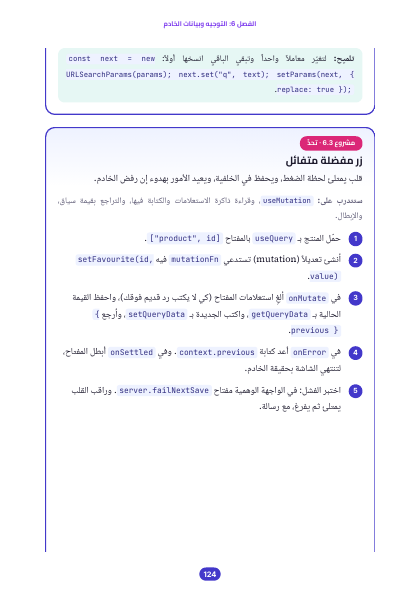 الفصل 6: التوجيه وبيانات الخادم
تلميح: لتغيّر معاملاً واحداً وتبقي الباقي انسخها أولاً: const next = new
URLSearchParams(params); next.set("q", text); setParams(next, {
replace: true });.
مشروع 6.3 · تحدٍّ
زر مفضلة متفائل
قلب يمتلئ لحظة الضغط، ويحفظ في الخلفية، ويعيد الأمور بهدوء إن رفض الخادم.
ستتدرب على: useMutation، وقراءة ذاكرة الاستعلامات والكتابة فيها، والتراجع بقيمة سياق،
والإبطال.
1 حمّل المنتج بـ useQuery بالمفتاح ["product", id].
2 أنشئ تعديلاً (mutation) تستدعي mutationFn فيه setFavourite(id,
value).
3 في onMutate ألغِ استعلامات المفتاح (كي لا يكتب رد قديم فوقك)، واحفظ القيمة
الحالية بـ getQueryData، واكتب الجديدة بـ setQueryData، وأرجع {
previous }.
4 في onError أعد كتابة context.previous. وفي onSettled أبطل المفتاح،
لتنتهي الشاشة بحقيقة الخادم.
5 اختبر الفشل: في الواجهة الوهمية مفتاح server.failNextSave. وراقب القلب
يمتلئ ثم يفرغ، مع رسالة.
124